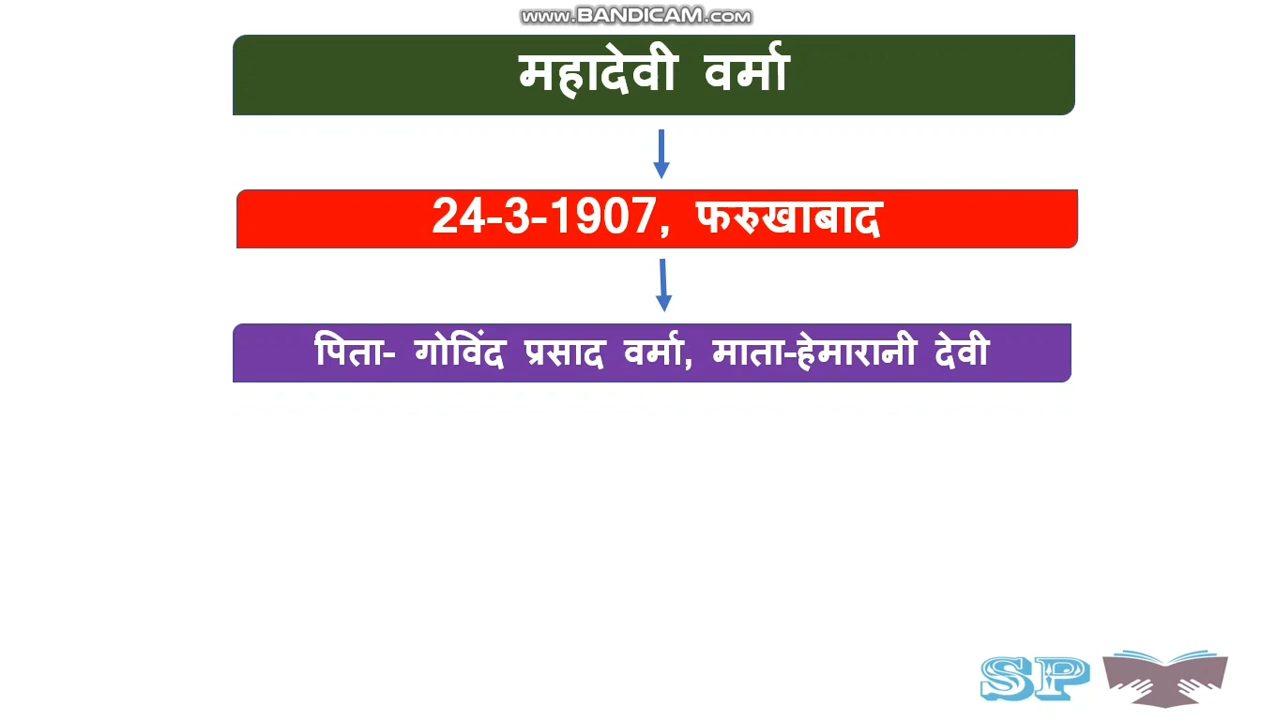 www.BANDICAM.com
महादेवी वर्मा
24-3-1907, फरुखाबाद
पिता- गोविंद प्रसाद वर्मा, माता-हेमारानी देवी
SP